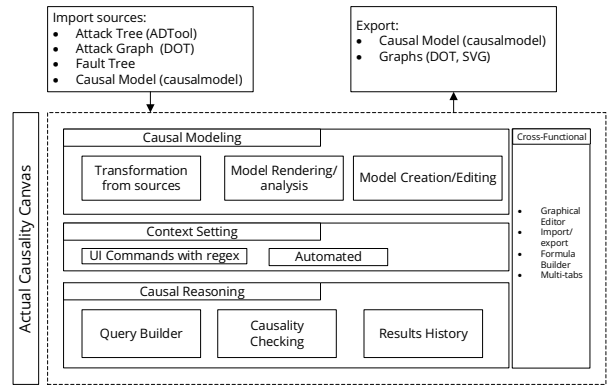 Import sources:
• Attack Tree (ADTool)
• Attack Graph (DOT)
• Fault Tree
• Causal Model (causalmodel)
Export:
• Causal Model (causalmodel)
• Graphs (DOT, SVG)
Actual Causality Canvas
Causal Modeling
Transformation
from sources
Model Rendering/
analysis
Model Creation/Editing
Context Setting
UI Commands with regex
Automated
Causal Reasoning
Query Builder
Causality
Checking
Results History
Cross-Functional
• Graphical
Editor
• Import/
export
• Formula
Builder
• Multi-tabs